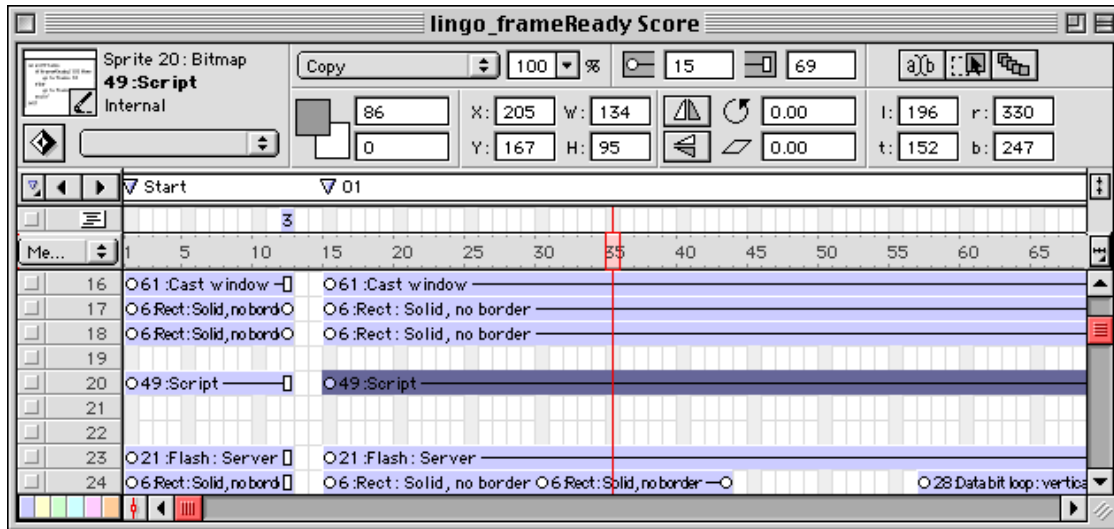 lingo_frameReady Score
Sprite 20: Bitmap
49:Script
Internal
Copy 100 % 15 69
86 X: 205 W: 134 0.00 l: 196 r: 330
0 Y: 167 H: 95 0.00 t: 152 b: 247
Start 01
3
Me... 1 5 10 15 20 25 30 35 40 45 50 55 60 65
16 61:Cast window 61:Cast window
17 6:Rect:Solid, no bord 6:Rect: Solid, no border
18 6:Rect:Solid, no bord 6:Rect: Solid, no border
19
20 49:Script 49:Script
21
22
23 21:Flash: Server 21:Flash: Server
24 6:Rect:Solid, no bord 6:Rect: Solid, no border 6:Rect:Solid, no border 28:Data bit loop: vertica